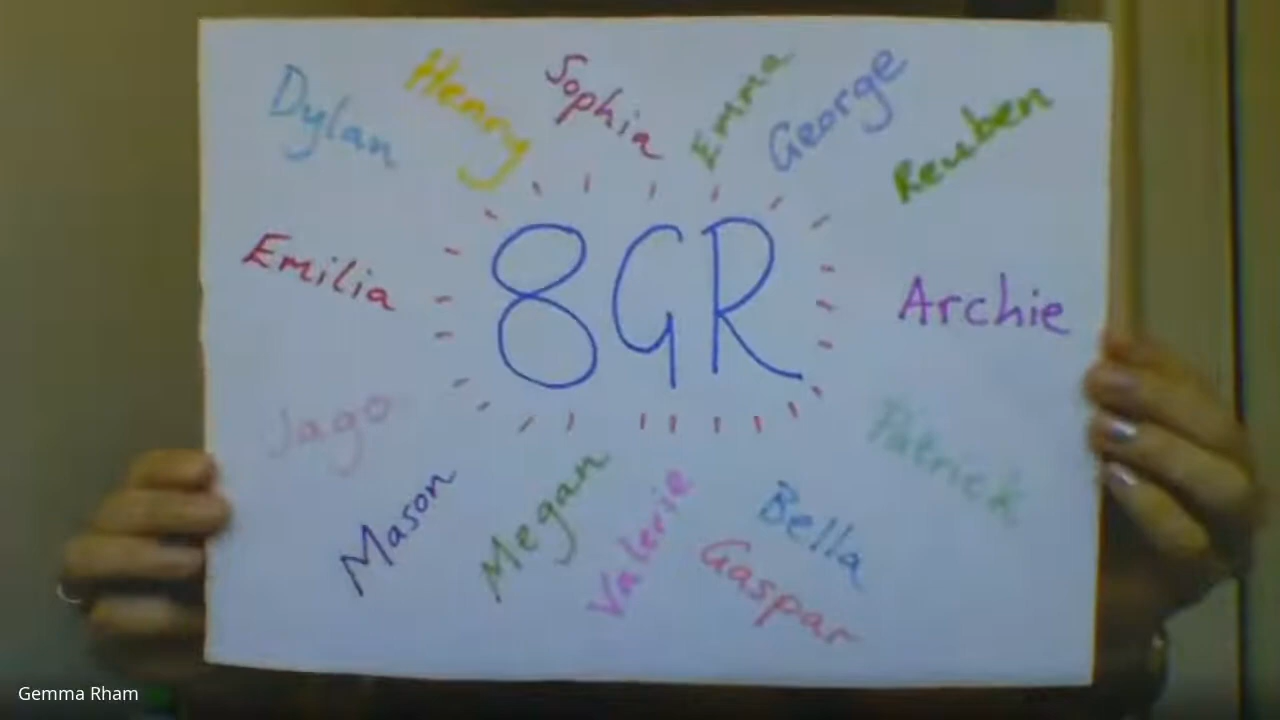 Dylan
Henry
Sophia
Emma
George
Reuben
Emilia
8GR
Archie
Jago
Patrick
Mason
Megan
Valerie
Bella
Gaspar
Gemma Rham